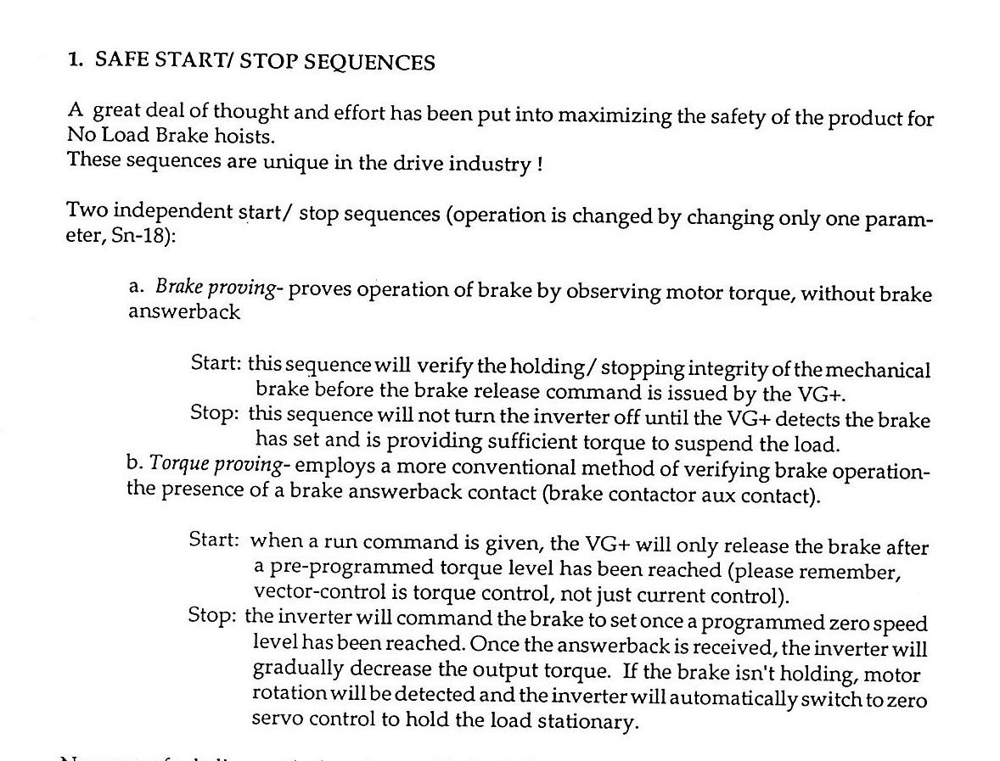 1. SAFE START/ STOP SEQUENCES
A great deal of thought and effort has been put into maximizing the safety of the product for
No Load Brake hoists.
These sequences are unique in the drive industry !
Two independent start/ stop sequences (operation is changed by changing only one param-
eter, Sn-18):
a. Brake proving- proves operation of brake by observing motor torque, without brake
answerback
Start: this sequence will verify the holding/ stopping integrity of the mechanical
brake before the brake release command is issued by the VG+.
Stop: this sequence will not turn the inverter off until the VG+ detects the brake
has set and is providing sufficient torque to suspend the load.
b. Torque proving- employs a more conventional method of verifying brake operation-
the presence of a brake answerback contact (brake contactor aux contact).
Start: when a run command is given, the VG+ will only release the brake after
a pre-programmed torque level has been reached (please remember,
vector-control is torque control, not just current control).
Stop: the inverter will command the brake to set once a programmed zero speed
level has been reached. Once the answerback is received, the inverter will
gradually decrease the output torque. If the brake isn't holding, motor
rotation will be detected and the inverter will automatically switch to zero
servo control to hold the load stationary.